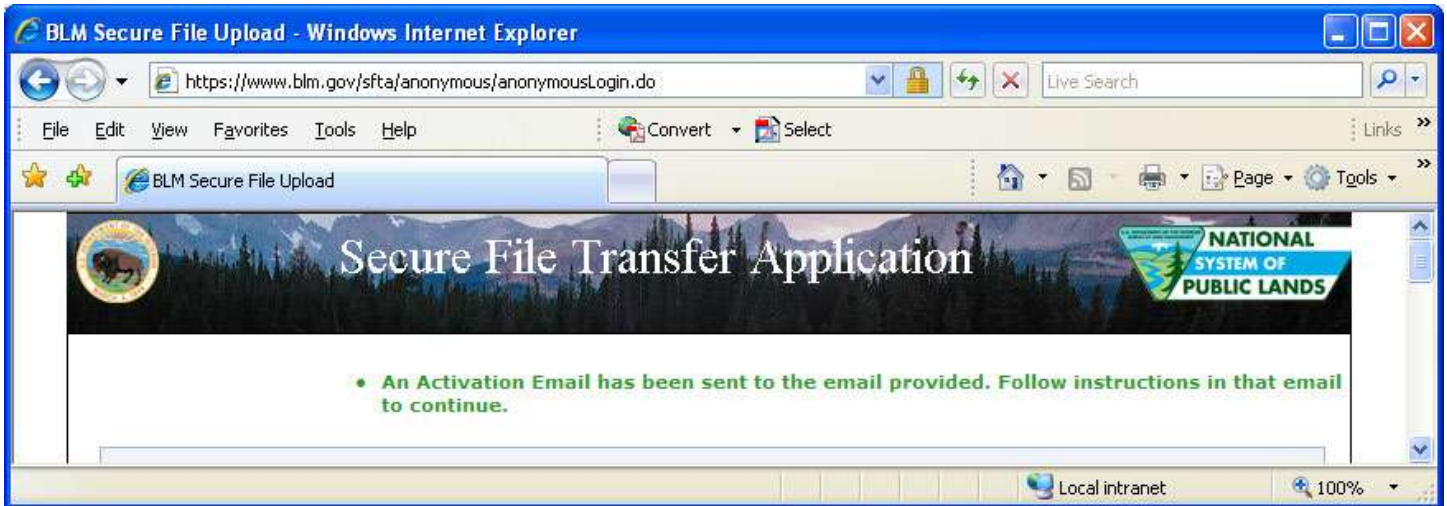 BLM Secure File Upload - Windows Internet Explorer
https://www.blm.gov/sfta/anonymous/anonymousLogin.do
Live Search
File Edit View Favorites Tools Help
Convert Select
Links »
BLM Secure File Upload
Page Tools »
Secure File Transfer Application
NATIONAL
SYSTEM OF
PUBLIC LANDS
• An Activation Email has been sent to the email provided. Follow instructions in that email
to continue.
Local intranet
100%